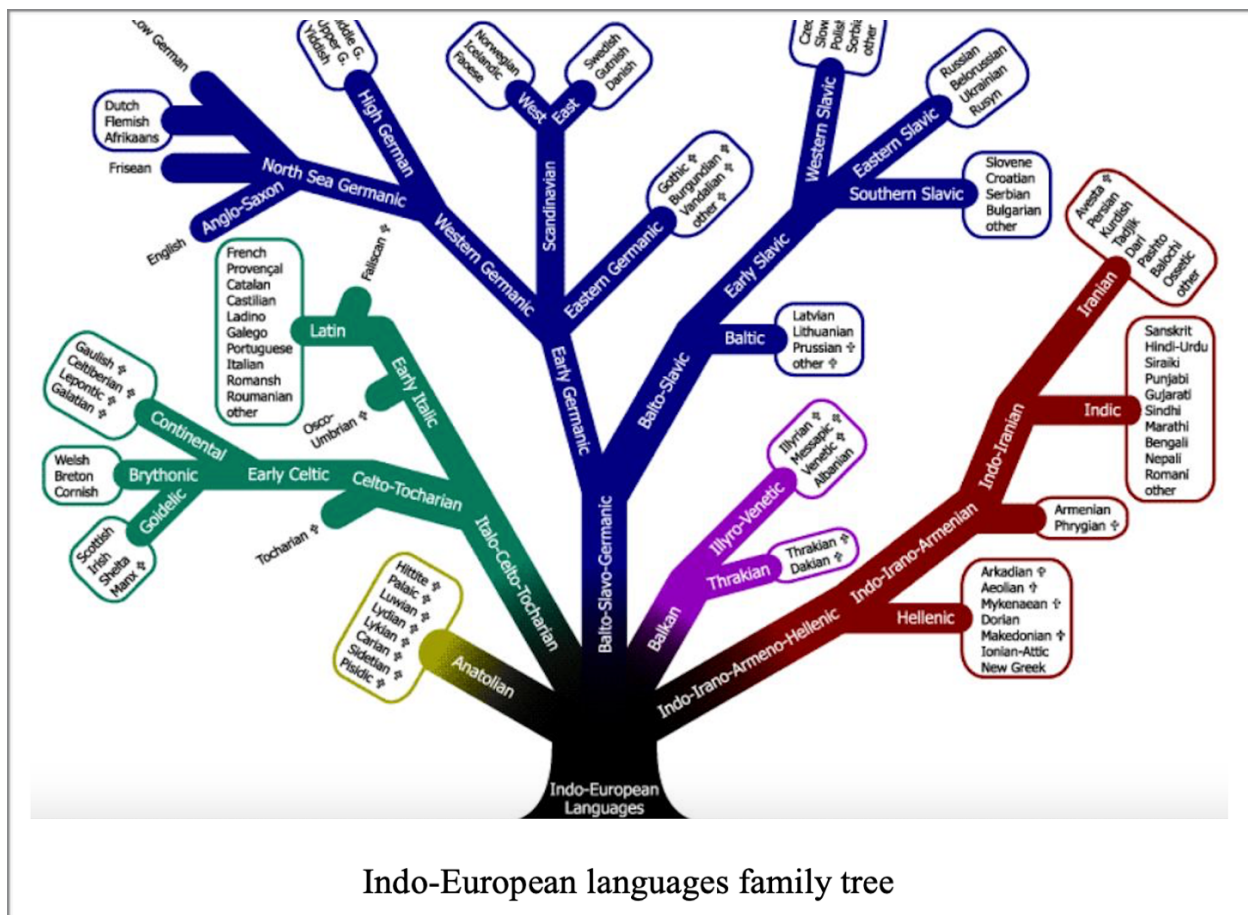 Low German
Dutch
Flemish
Afrikaans
Frisean
English
North Sea Germanic
Anglo-Saxon
Middle G.
Upper G.
Yiddish
High German
Western Germanic
Norwegian
Icelandic
Faoese
West
Swedish
Gutnish
Danish
East
Scandinavian
Gothic ✞
Burgundian ✞
Vandalian ✞
other ✞
Eastern Germanic
Early Germanic
Slow
Polis
Sorbia
other
Western Slavic
Russian
Belorussian
Ukrainian
Rusyn
Eastern Slavic
Slovene
Croatian
Serbian
Bulgarian
other
Southern Slavic
Early Slavic
Latvian
Lithuanian
Prussian ✞
other ✞
Baltic
Balto-Slavic
Balto-Slavo-Germanic
French
Provençal
Catalan
Castilian
Ladino
Galego
Portuguese
Italian
Romansh
Roumanian
other
Latin
Faliscan ✞
Early Italic
Osco-
Umbrian ✞
Gaulish ✞
Celtiberian ✞
Lepontic ✞
Galatian ✞
Continental
Welsh
Breton
Cornish
Brythonic
Scottish
Irish
Shelta
Manx ✞
Goidelic
Early Celtic
Celto-Tocharian
Tocharian ✞
Italo-Celto-Tocharian
Hittite ✞
Palaic ✞
Luwian ✞
Lydian ✞
Lykian ✞
Carian ✞
Sidetian ✞
Pisidic ✞
Anatolian
Illyrian ✞
Messapic ✞
Venetic ✞
Albanian
Illyro-Venetic
Thrakian ✞
Dakian ✞
Thrakian
Balkan
Avesta ✞
Persian
Kurdish
Tadjik
Dari
Pashto
Balochi
Ossetic
other
Iranian
Sanskrit
Hindi-Urdu
Siraiki
Punjabi
Gujarati
Sindhi
Marathi
Bengali
Nepali
Romani
other
Indic
Indo-Iranian
Armenian
Phrygian ✞
Indo-Irano-Armenian
Arkadian ✞
Aeolian ✞
Mykenaean ✞
Dorian
Makedonian ✞
Ionian-Attic
New Greek
Hellenic
Indo-Irano-Armeno-Hellenic
Indo-European
Languages
Indo-European languages family tree